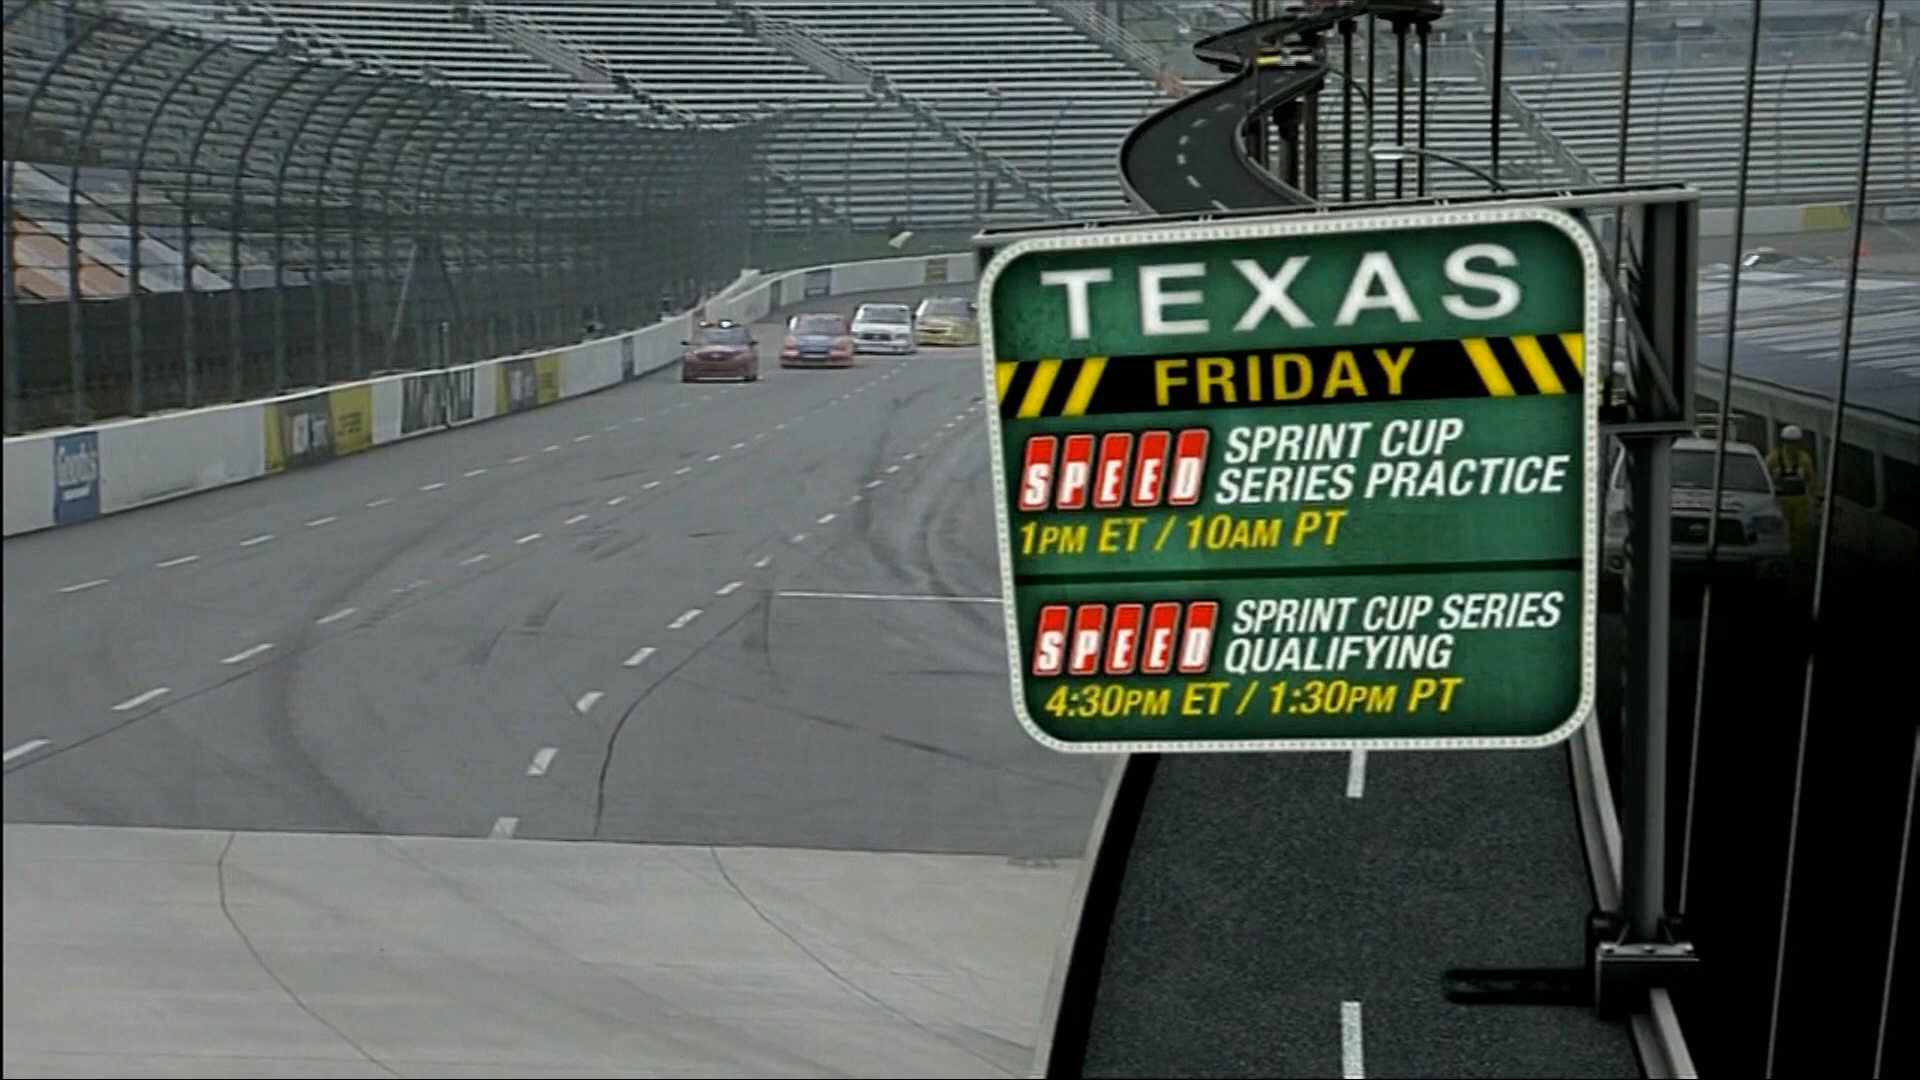 TEXAS
FRIDAY
SPEED SPRINT CUP
SERIES PRACTICE
1PM ET / 10AM PT
SPEED SPRINT CUP SERIES
QUALIFYING
4:30PM ET / 1:30PM PT